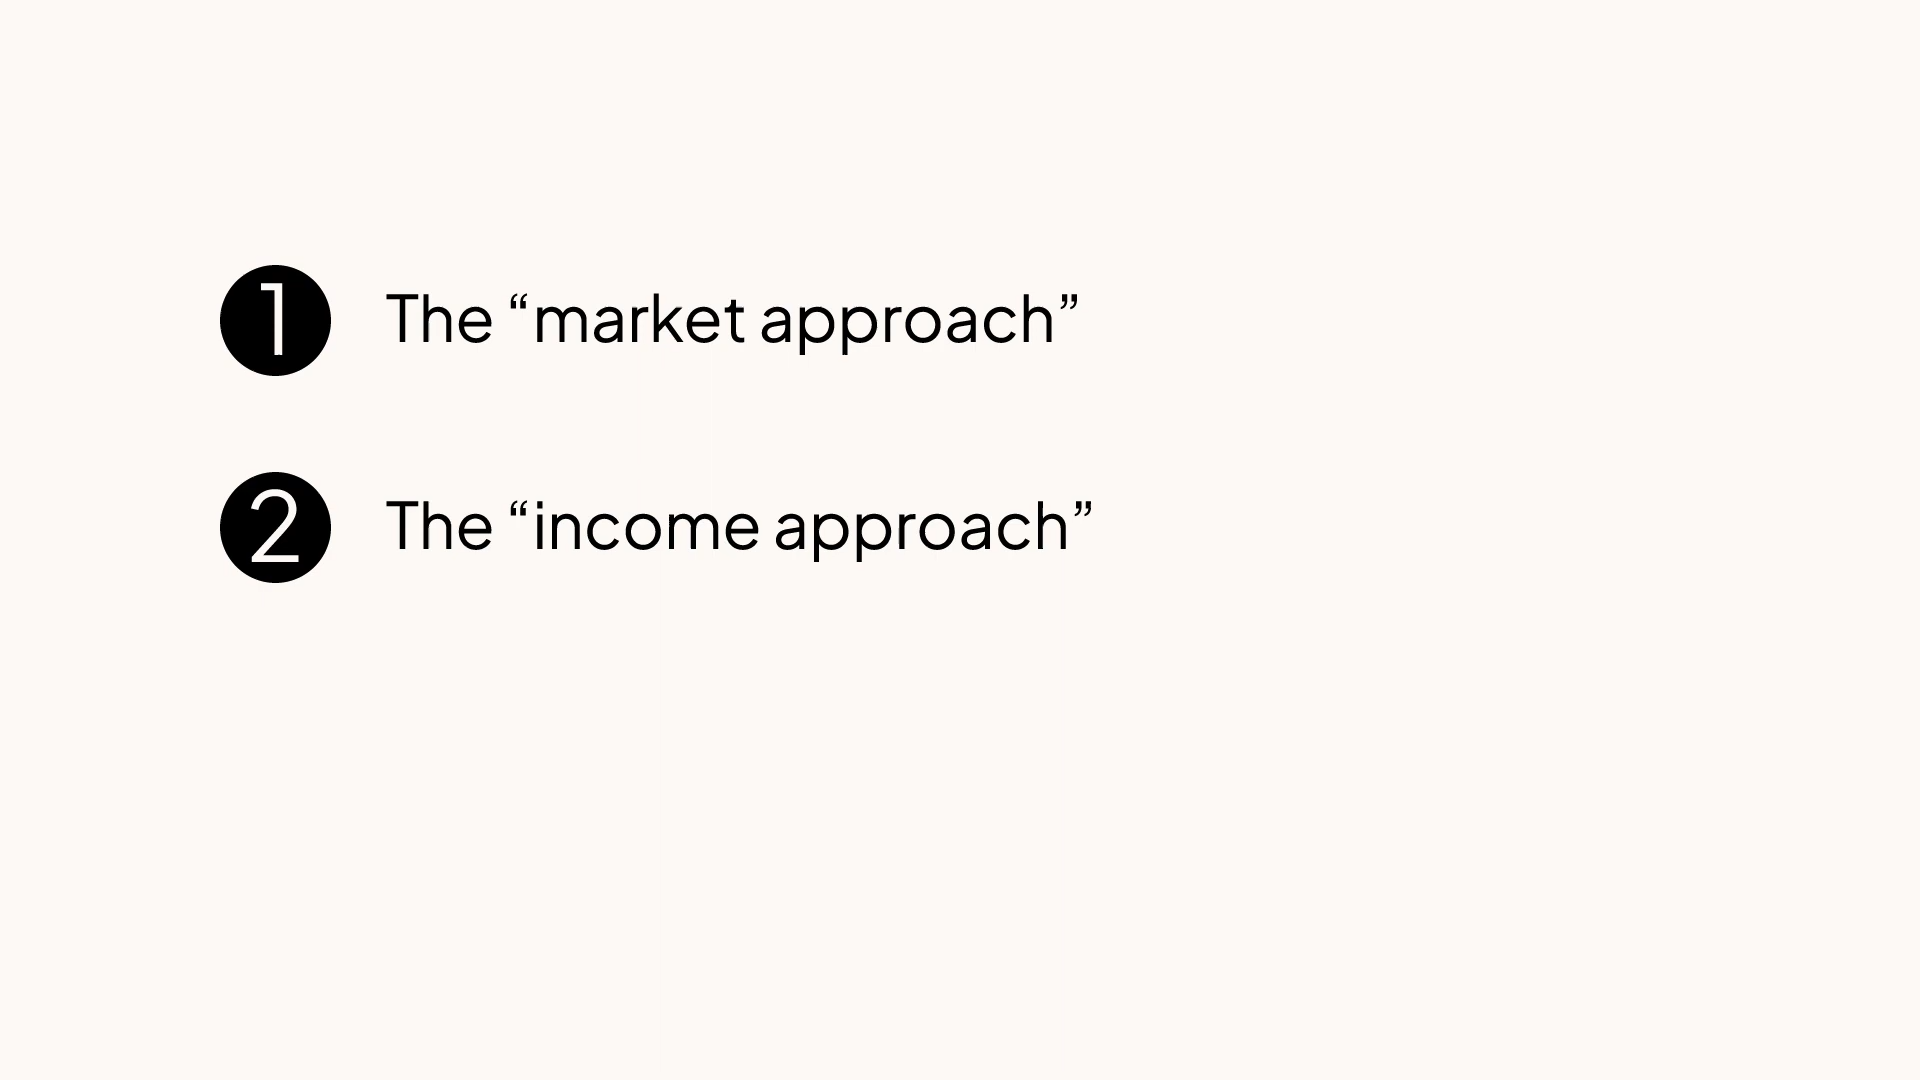 1 The “market approach”
2 The “income approach”